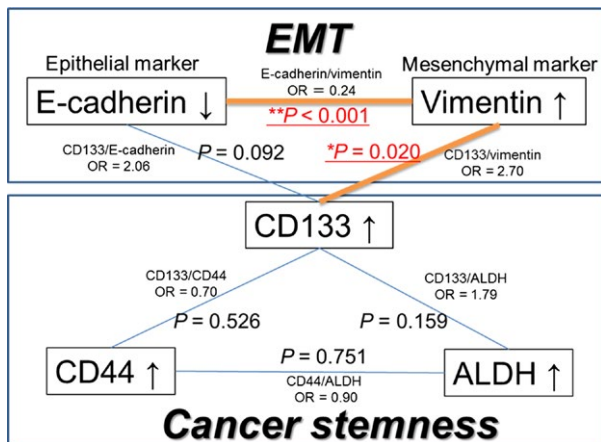 EMT
Epithelial marker
Mesenchymal marker
E-cadherin/vimentin
OR = 0.24
E-cadherin ↓
Vimentin ↑
**P < 0.001
CD133/E-cadherin
OR = 2.06
P = 0.092
*P = 0.020
CD133/vimentin
OR = 2.70
CD133 ↑
CD133/CD44
OR = 0.70
CD133/ALDH
OR = 1.79
P = 0.526
P = 0.159
P = 0.751
CD44 ↑
CD44/ALDH
OR = 0.90
ALDH ↑
Cancer stemness